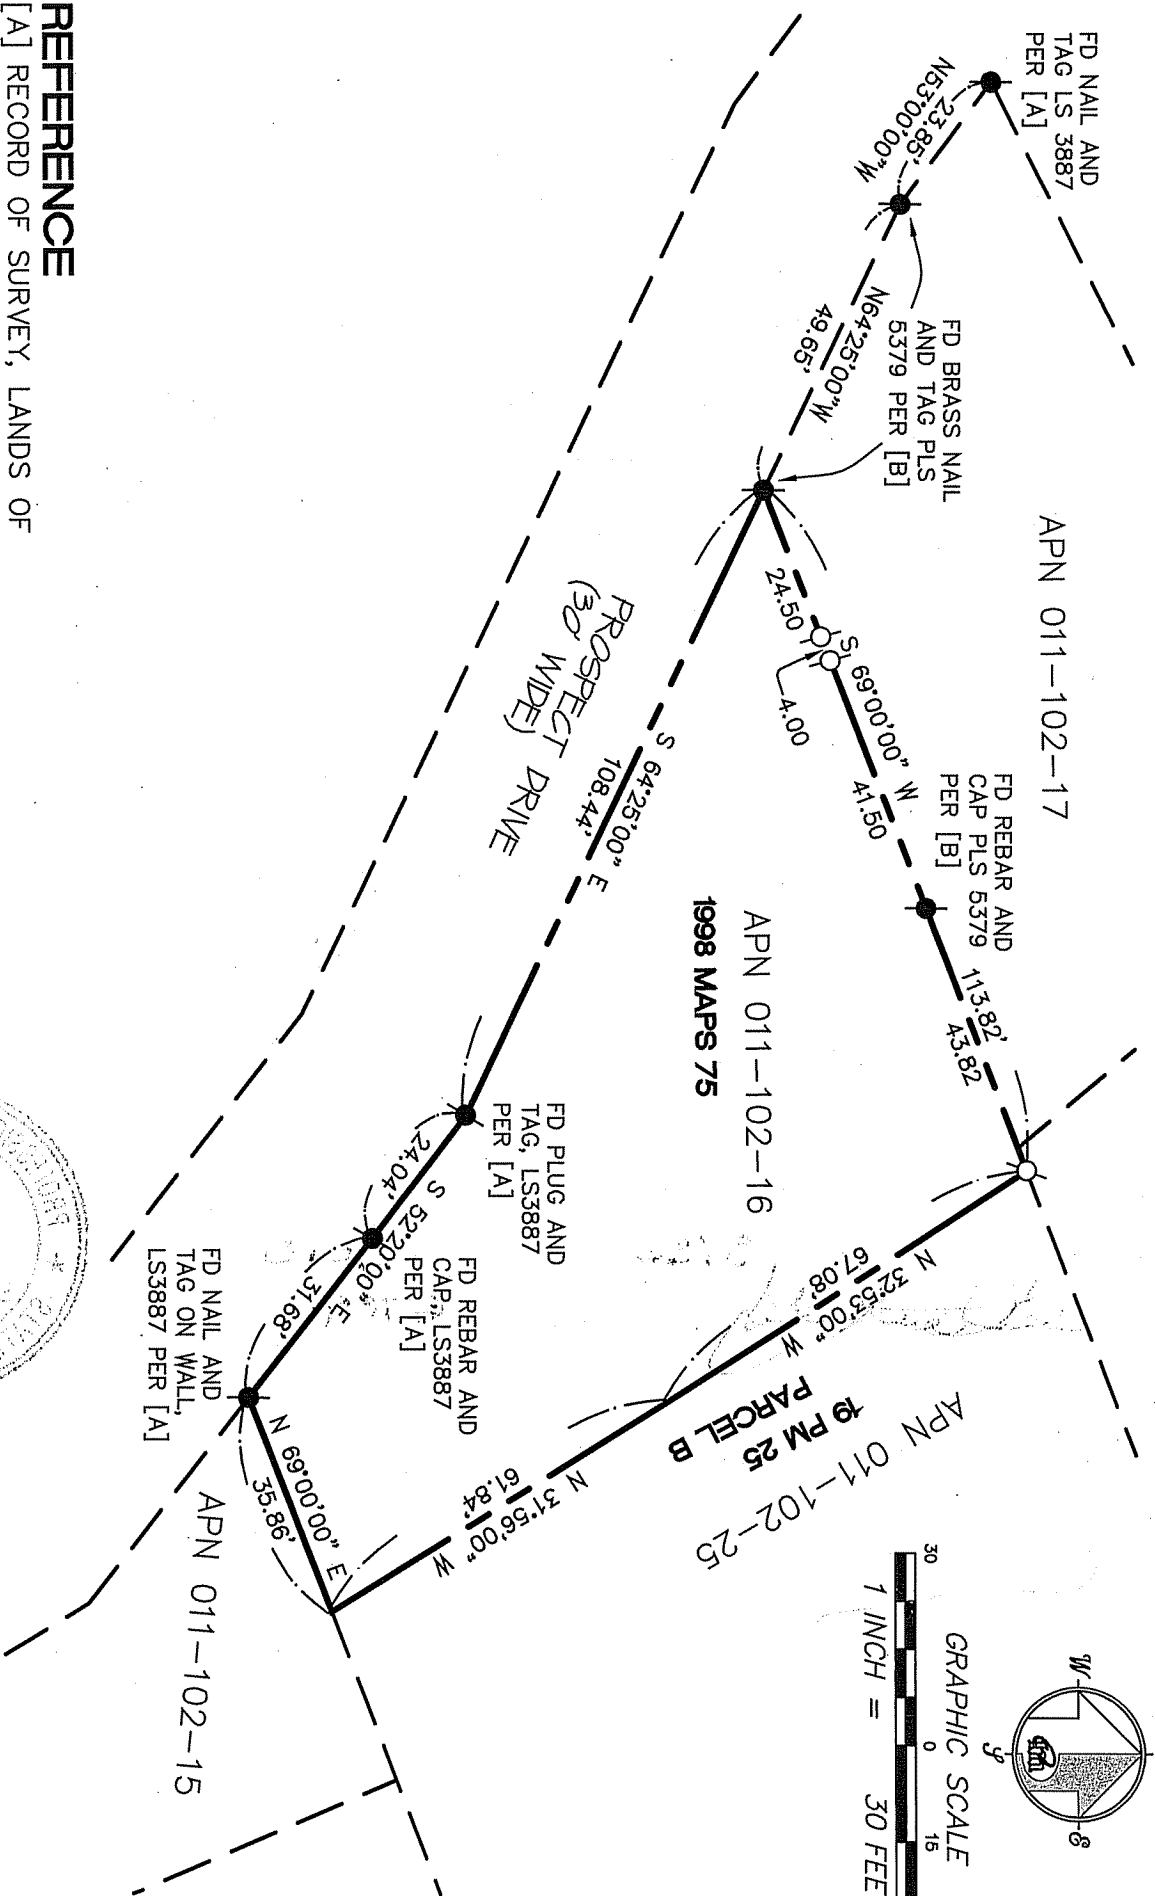 FD NAIL AND
TAG LS 3887
PER [A]
N53°00'00"W
23.85'
FD BRASS NAIL
AND TAG PLS
5379 PER [B]
N64°25'00"W
49.65'
APN 011-102-17
24.50
4.00
S 69°00'00" W
41.50
FD REBAR AND
CAP PLS 5379
PER [B]
113.82'
43.82
PROSPECT DRIVE
(30' WIDE)
S 64°25'00" E
108.44'
APN 011-102-16
1998 MAPS 75
FD PLUG AND
TAG, LS3887
PER [A]
24.04'
S 52°20'00" E
31.68'
FD REBAR AND
CAP, LS3887
PER [A]
FD NAIL AND
TAG ON WALL,
LS3887 PER [A]
N 32°53'00" W
67.08'
N 31°56'00" W
61.84'
19 PM 25
PARCEL B
APN 011-102-25
N 69°00'00" E
35.86'
APN 011-102-15
W
S
E
GRAPHIC SCALE
30 0 15
1 INCH = 30 FEE
REFERENCE
[A] RECORD OF SURVEY, LANDS OF